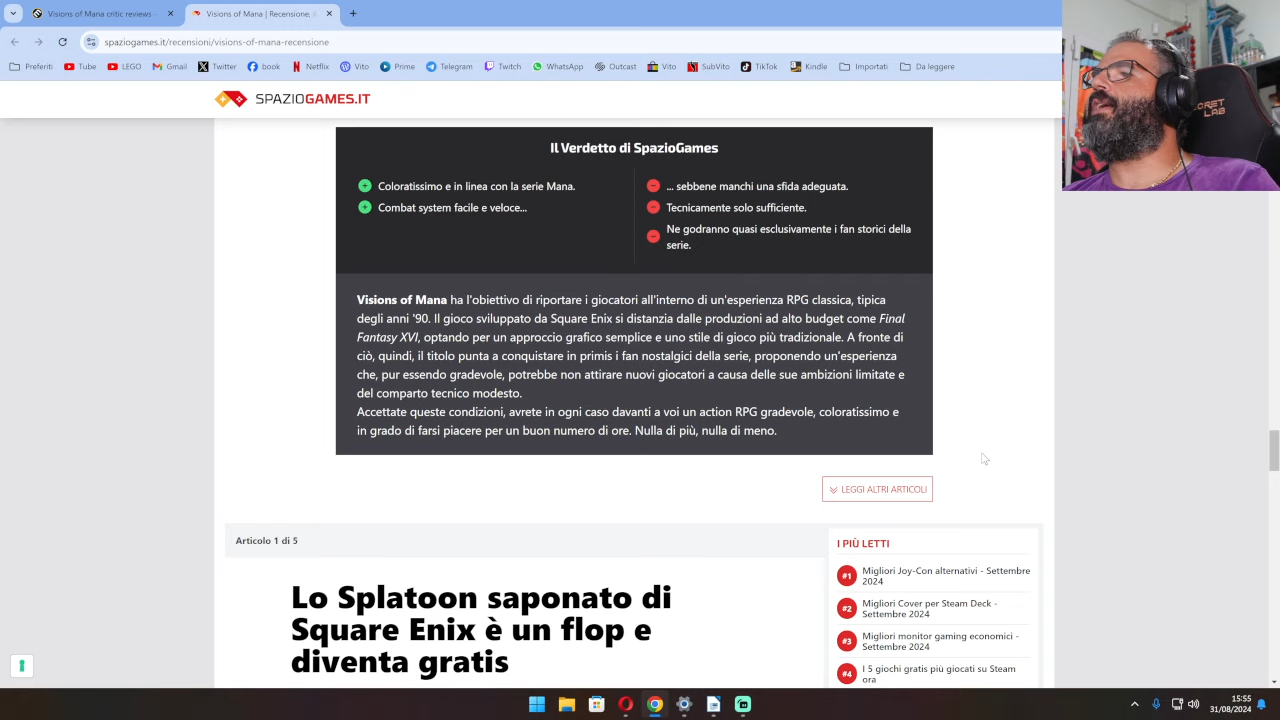 Visions of Mana critic reviews -
Visions of Mana | Recensione,
spaziogames.it/recensioni/visions-of-mana-recensione
Preferiti Tube LEGO Gmail Twitter book Netflix Vito Prime Telegram Twitch WhatsApp Outcast Vito SubVito TikTok Kindle Importati Da leggere
SPAZIOGAMES.IT
Il Verdetto di SpazioGames
Coloratissimo e in linea con la serie Mana.
Combat system facile e veloce...
... sebbene manchi una sfida adeguata.
Tecnicamente solo sufficiente.
Ne godranno quasi esclusivamente i fan storici della
serie.
Visions of Mana ha l'obiettivo di riportare i giocatori all'interno di un'esperienza RPG classica, tipica
degli anni '90. Il gioco sviluppato da Square Enix si distanzia dalle produzioni ad alto budget come Final
Fantasy XVI, optando per un approccio grafico semplice e uno stile di gioco più tradizionale. A fronte di
ciò, quindi, il titolo punta a conquistare in primis i fan nostalgici della serie, proponendo un'esperienza
che, pur essendo gradevole, potrebbe non attirare nuovi giocatori a causa delle sue ambizioni limitate e
del comparto tecnico modesto.
Accettate queste condizioni, avrete in ogni caso davanti a voi un action RPG gradevole, coloratissimo e
in grado di farsi piacere per un buon numero di ore. Nulla di più, nulla di meno.
LEGGI ALTRI ARTICOLI
Articolo 1 di 5
Lo Splatoon saponato di
Square Enix è un flop e
diventa gratis
I PIÙ LETTI
#1 Migliori Joy-Con alternativi - Settembre
2024
#2 Migliori Cover per Steam Deck -
Settembre 2024
#3 Migliori monitor gaming economici -
Settembre 2024
#4 I 5 giochi gratis più giocati su Steam
ora
15:55
31/08/2024